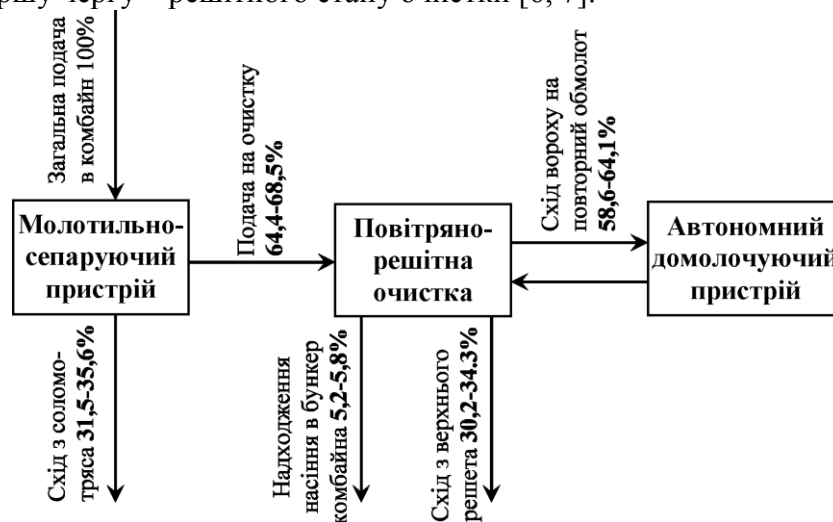 ршу чергу – решітного стану очистки [6, 7].
Загальна подача
в комбайн 100%
Молотильно-
сепаруючий
пристрій
Подача на очистку
64,4-68,5%
Повітряно-
решітна
очистка
Схід вороху на
повторний обмолот
58,6-64,1%
Автономний
домолочуючий
пристрій
Схід з соломо-
тряса 31,5-35,6%
Надходження
насіння в бункер
комбайна 5,2-5,8%
Схід з верхнього
решета 30,2-34.3%